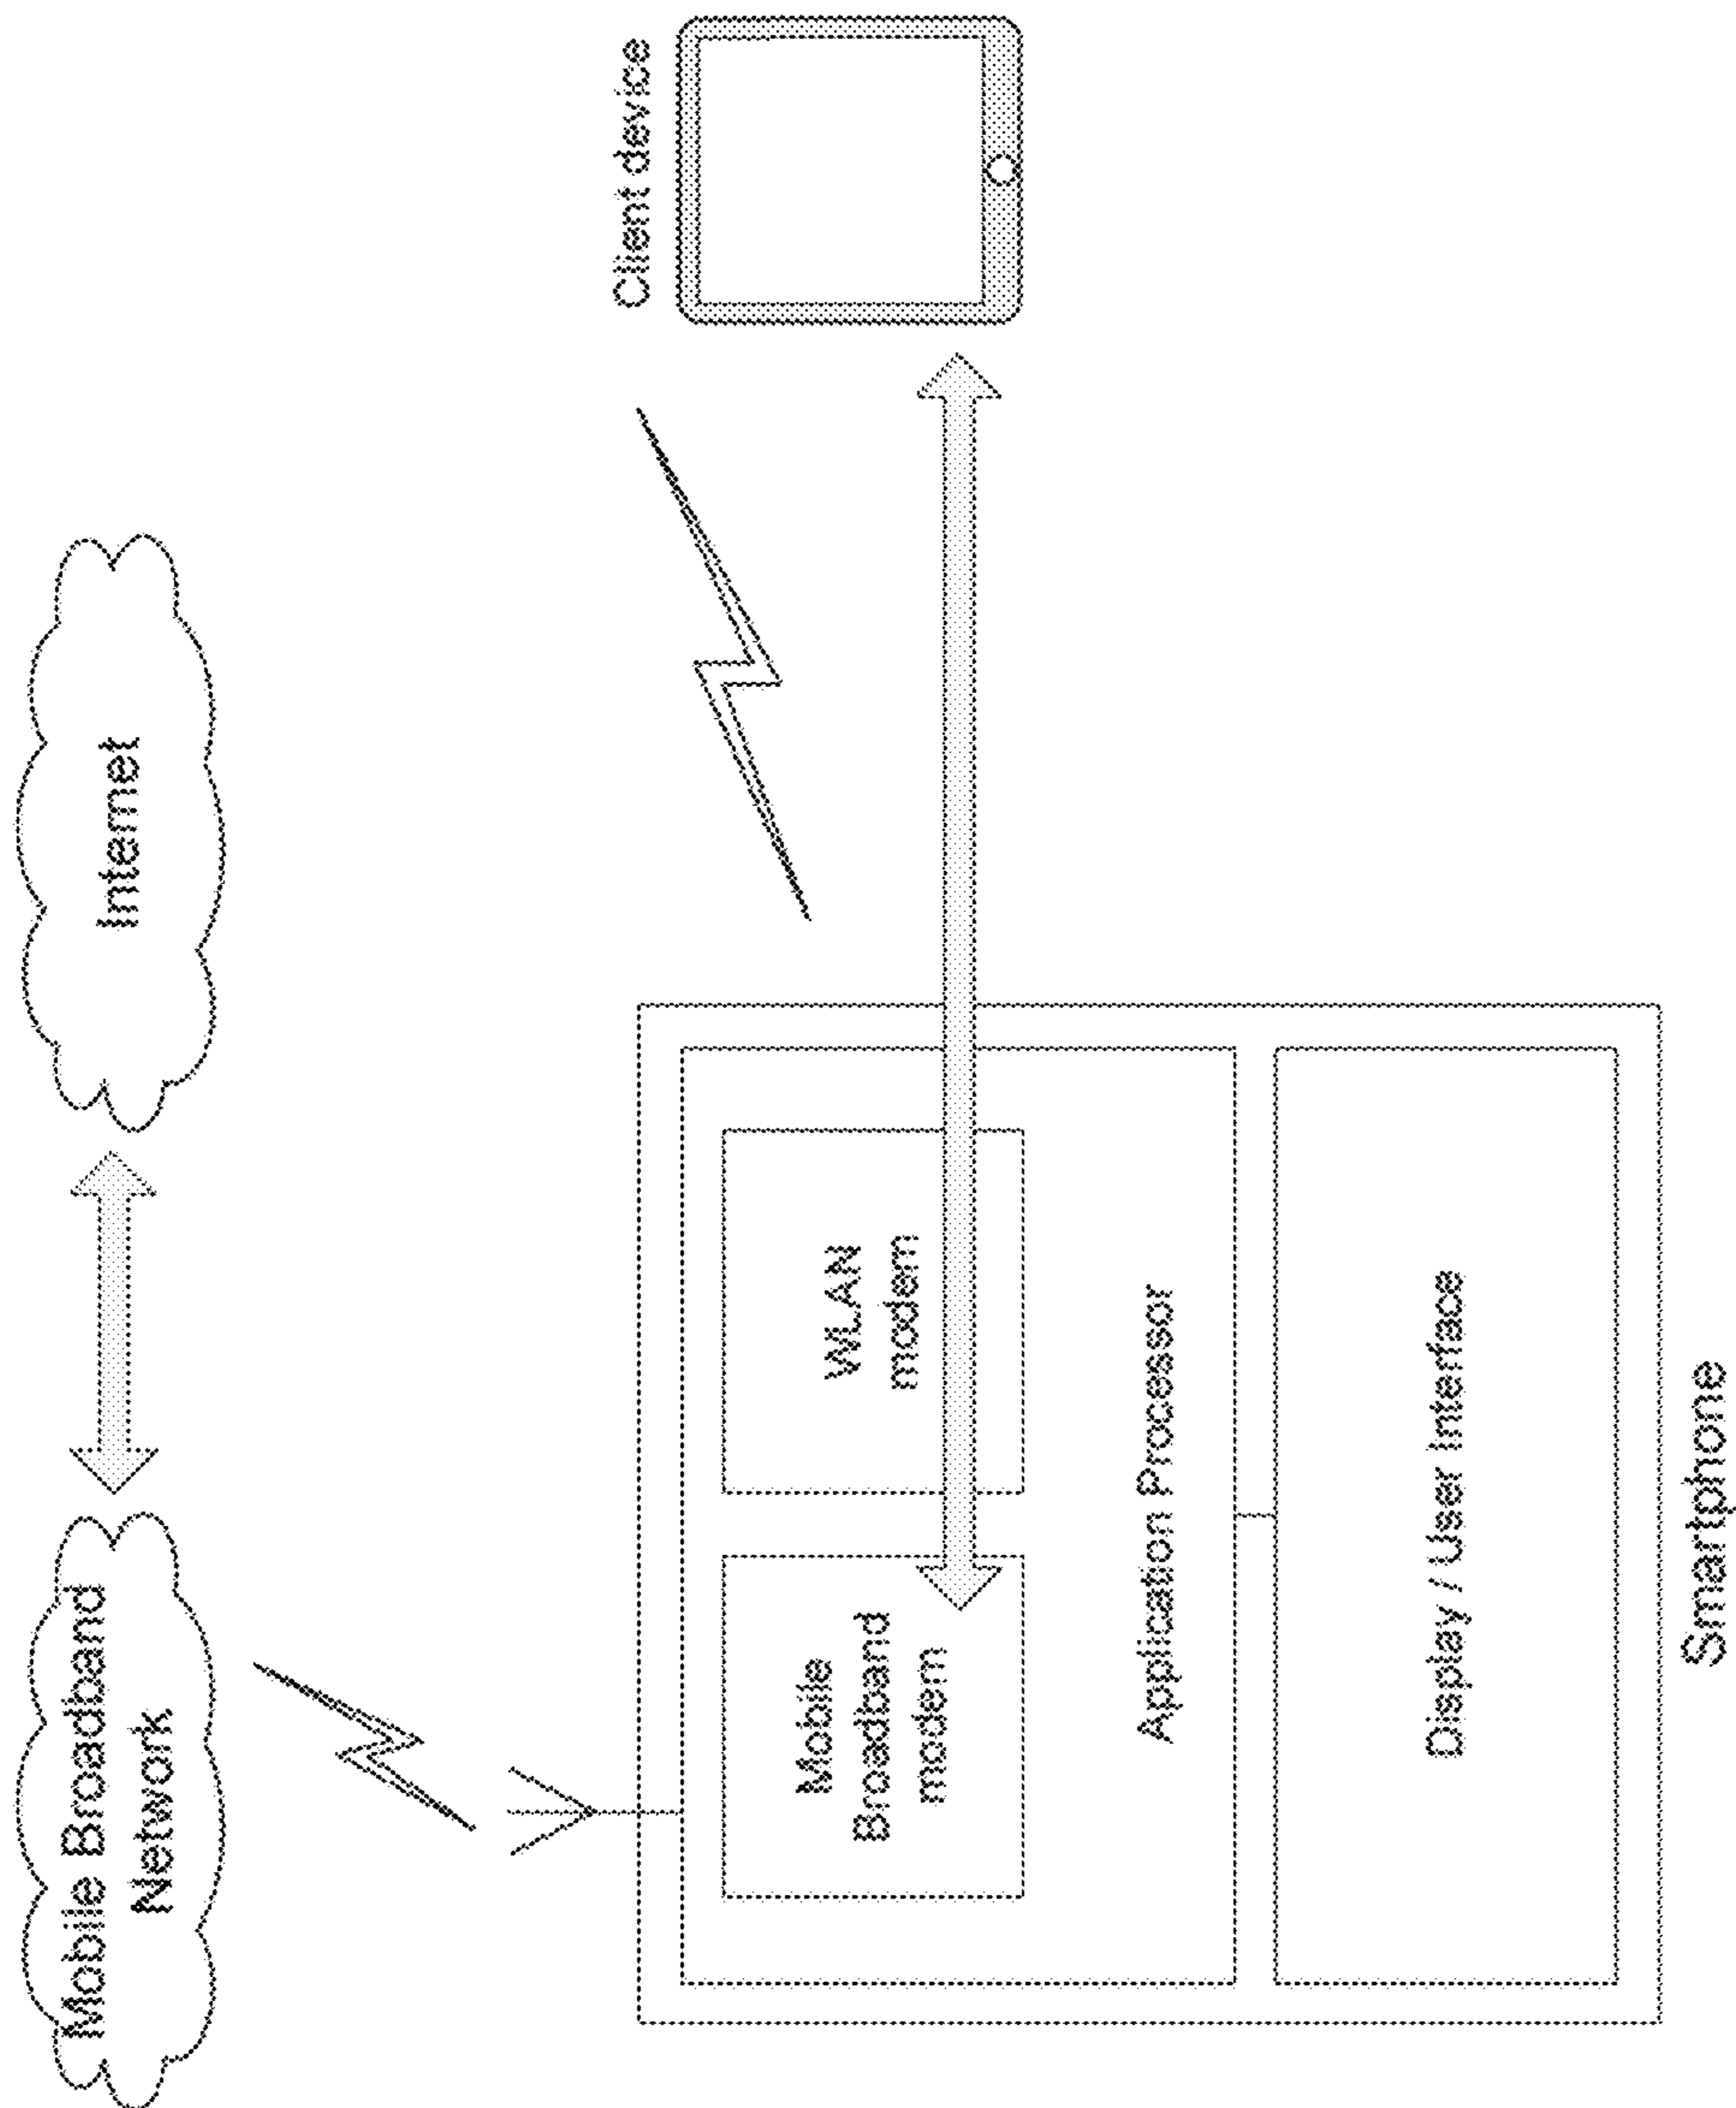 Mobile Broadband
Network
Internet
Client device
Mobile
Broadband
modem
WLAN
modem
Application Processor
Display / User Interface
Smartphone